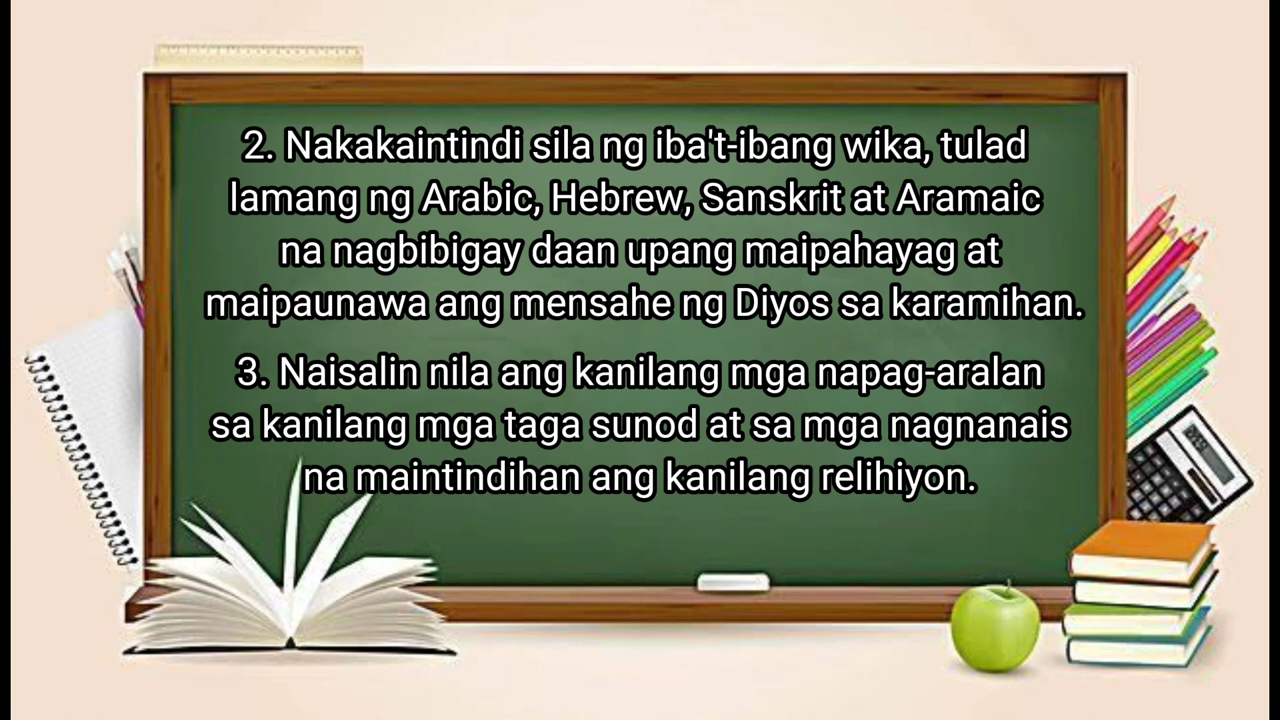 2. Nakakaintindi sila ng iba't-ibang wika, tulad
lamang ng Arabic, Hebrew, Sanskrit at Aramaic
na nagbibigay daan upang maipahayag at
maipaunawa ang mensahe ng Diyos sa karamihan.
3. Naisalin nila ang kanilang mga napag-aralan
sa kanilang mga taga sunod at sa mga nagnanais
na maintindihan ang kanilang relihiyon.